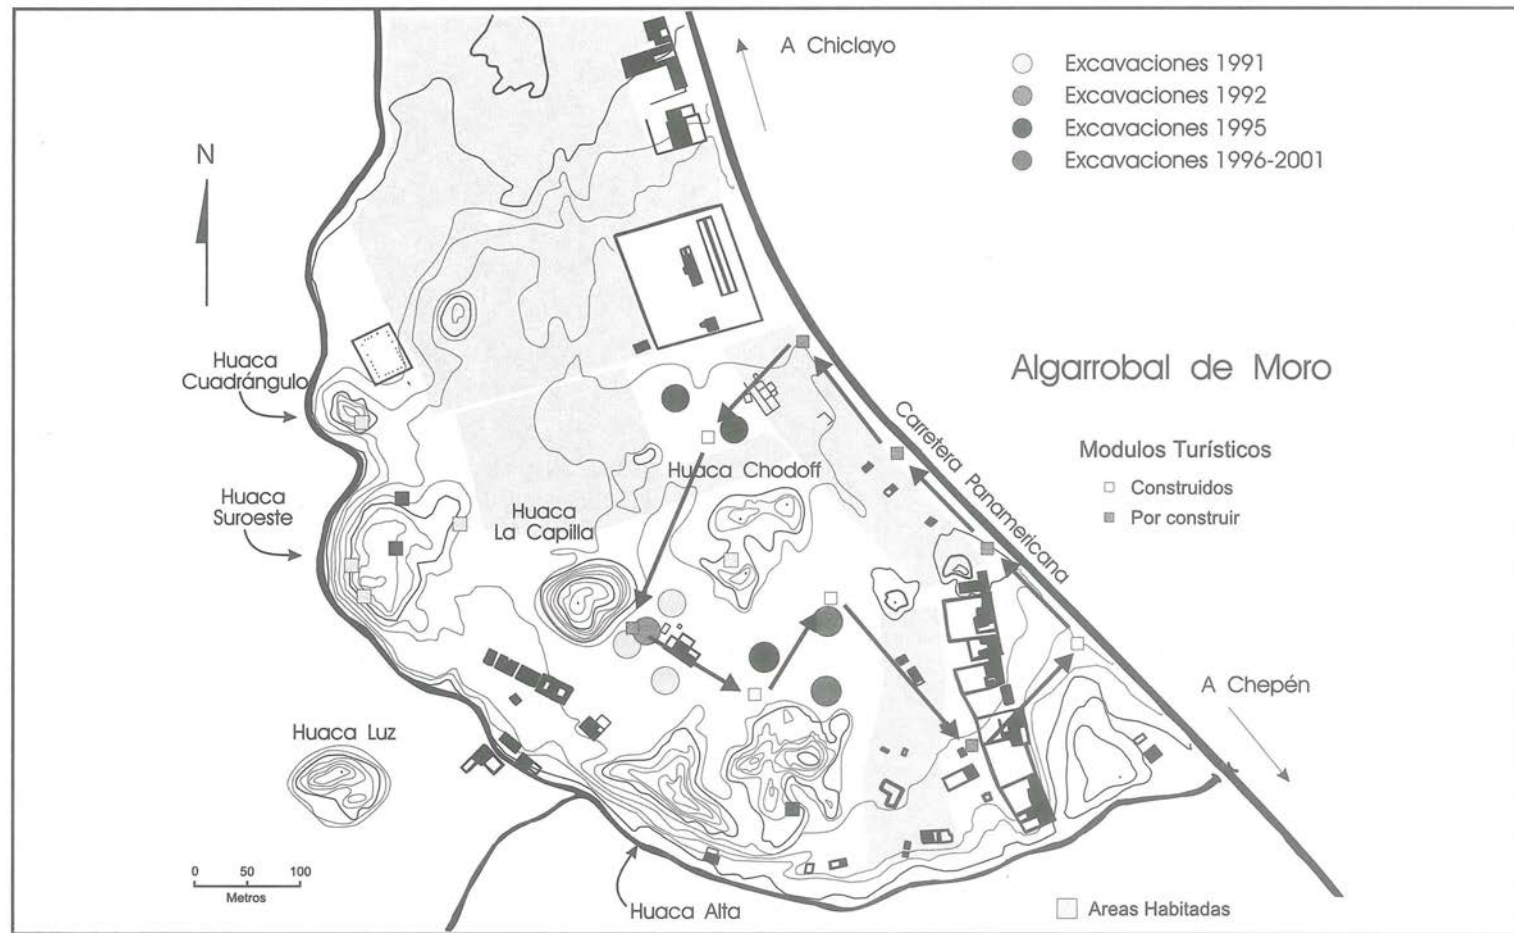 A Chiclayo
Excavaciones 1991
Excavaciones 1992
Excavaciones 1995
Excavaciones 1996-2001
N
Huaca
Cuadrángulo
Algarrobal de Moro
Carretera Panamericana
Modulos Turísticos
Construidos
Por construir
Huaca Chodoff
Huaca
Suroeste
Huaca
La Capilla
A Chepén
Huaca Luz
0 50 100
Metros
Huaca Alta
Areas Habitadas